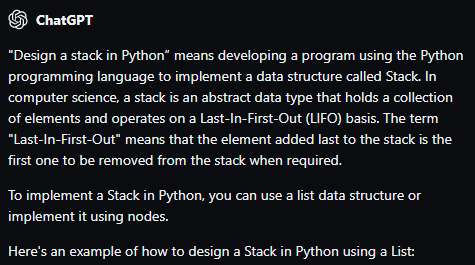 ChatGPT
"Design a stack in Python" means developing a program using the Python
programming language to implement a data structure called Stack. In
computer science, a stack is an abstract data type that holds a collection
of elements and operates on a Last-In-First-Out (LIFO) basis. The term
"Last-In-First-Out" means that the element added last to the stack is the
first one to be removed from the stack when required.
To implement a Stack in Python, you can use a list data structure or
implement it using nodes.
Here's an example of how to design a Stack in Python using a List: